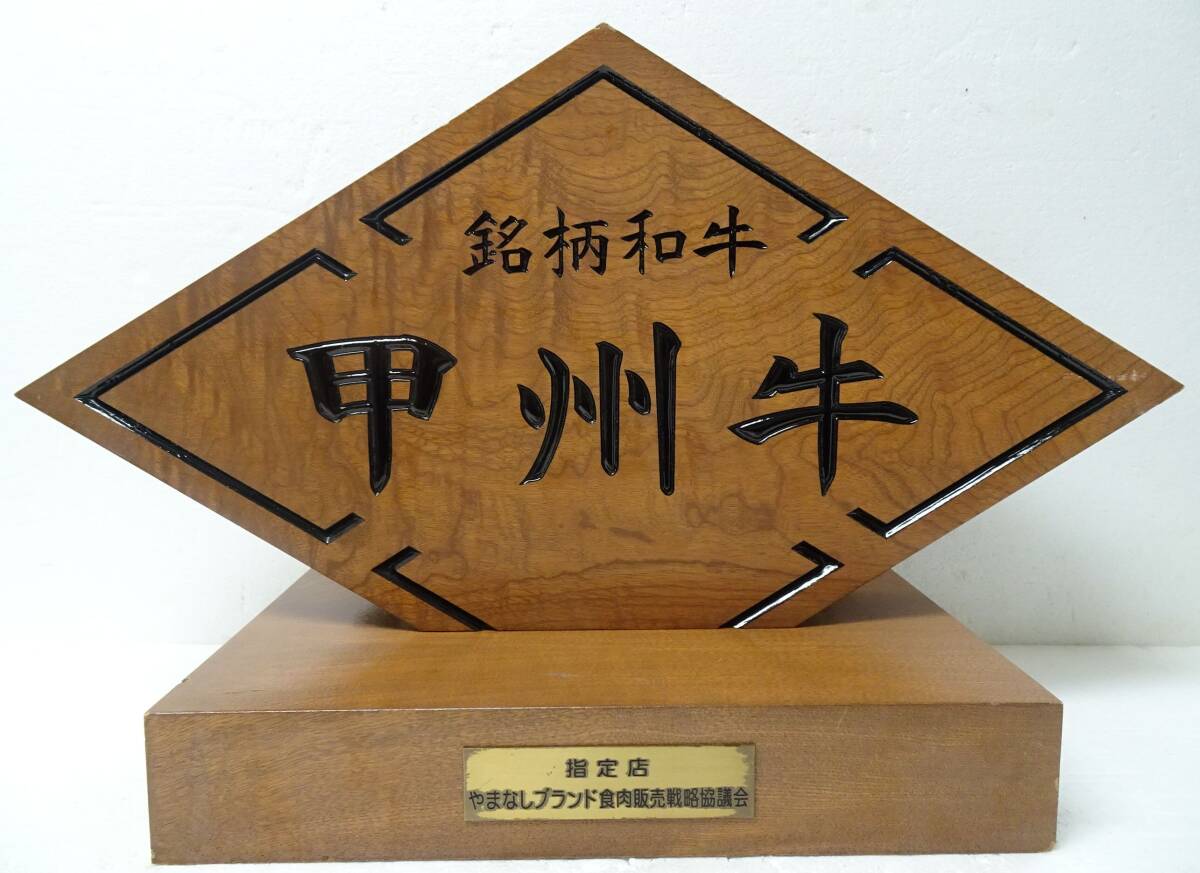 銘柄和牛
甲州牛
指定店
やまなしブランド食肉販売戦略協議会